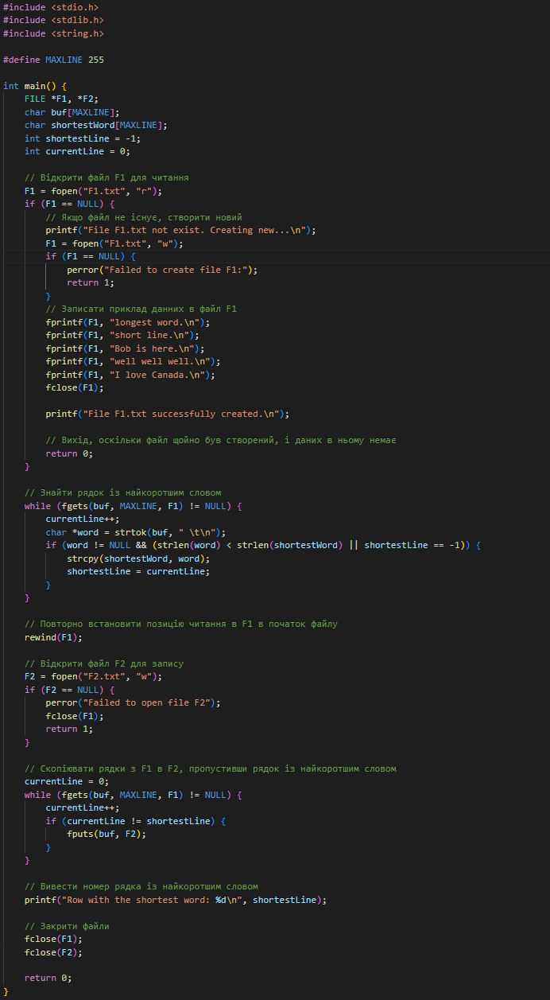 #include <stdio.h>
#include <stdlib.h>
#include <string.h>

#define MAXLINE 255

int main() {
    FILE *F1, *F2;
    char buf[MAXLINE];
    char shortestWord[MAXLINE];
    int shortestLine = -1;
    int currentLine = 0;

    // Відкрити файл F1 для читання
    F1 = fopen("F1.txt", "r");
    if (F1 == NULL) {
        // Якщо файл не існує, створити новий
        printf("File F1.txt not exist. Creating new...\n");
        F1 = fopen("F1.txt", "w");
        if (F1 == NULL) {
            perror("Failed to create file F1:");
            return 1;
        }
        // Записати приклад данних в файл F1
        fprintf(F1, "longest word.\n");
        fprintf(F1, "short line.\n");
        fprintf(F1, "Bob is here.\n");
        fprintf(F1, "well well well.\n");
        fprintf(F1, "I love Canada.\n");
        fclose(F1);

        printf("File F1.txt successfully created.\n");

        // Вихід, оскільки файл щойно був створений, і даних в ньому немає
        return 0;
    }

    // Знайти рядок із найкоротшим словом
    while (fgets(buf, MAXLINE, F1) != NULL) {
        currentLine++;
        char *word = strtok(buf, " \t\n");
        if (word != NULL && (strlen(word) < strlen(shortestWord) || shortestLine == -1)) {
            strcpy(shortestWord, word);
            shortestLine = currentLine;
        }
    }

    // Повторно встановити позицію читання в F1 в початок файлу
    rewind(F1);

    // Відкрити файл F2 для запису
    F2 = fopen("F2.txt", "w");
    if (F2 == NULL) {
        perror("Failed to open file F2");
        fclose(F1);
        return 1;
    }

    // Скопіювати рядки з F1 в F2, пропустивши рядок із найкоротшим словом
    currentLine = 0;
    while (fgets(buf, MAXLINE, F1) != NULL) {
        currentLine++;
        if (currentLine != shortestLine) {
            fputs(buf, F2);
        }
    }

    // Вивести номер рядка із найкоротшим словом
    printf("Row with the shortest word: %d\n", shortestLine);

    // Закрити файли
    fclose(F1);
    fclose(F2);

    return 0;
}